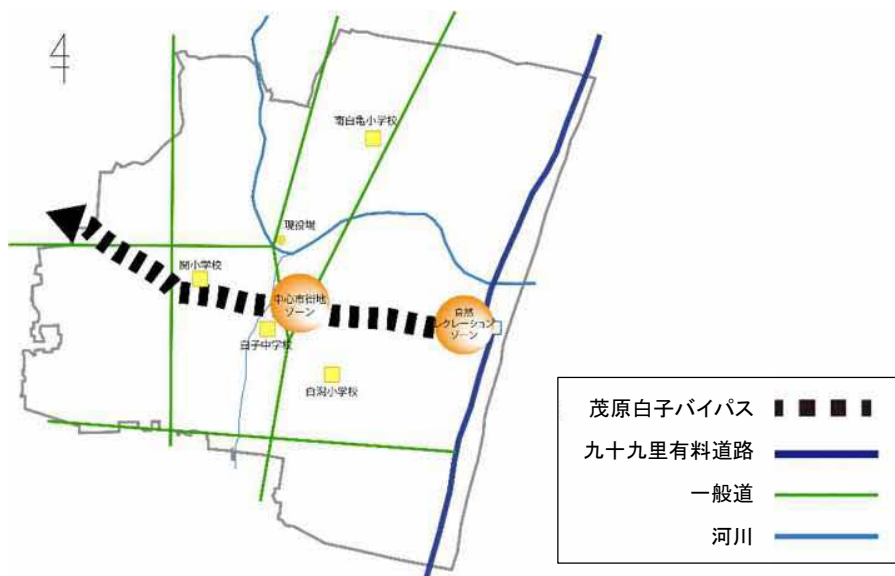 南白亀小学校
現役場
関小学校
中心市街地
ゾーン
自然
レクレーション
ゾーン
白子中学校
白潟小学校
茂原白子バイパス
九十九里有料道路
一般道
河川